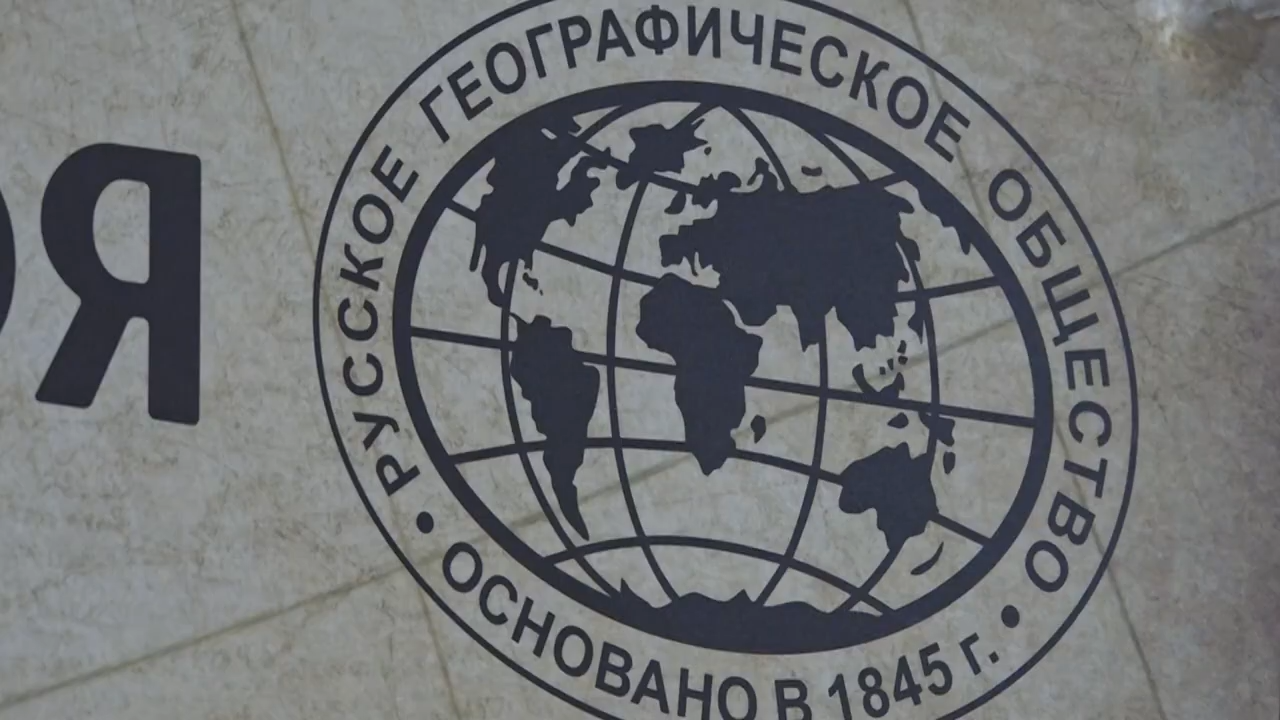 Я
РУССКОЕ ГЕОГРАФИЧЕСКОЕ ОБЩЕСТВО
• ОСНОВАНО В 1845 г. •